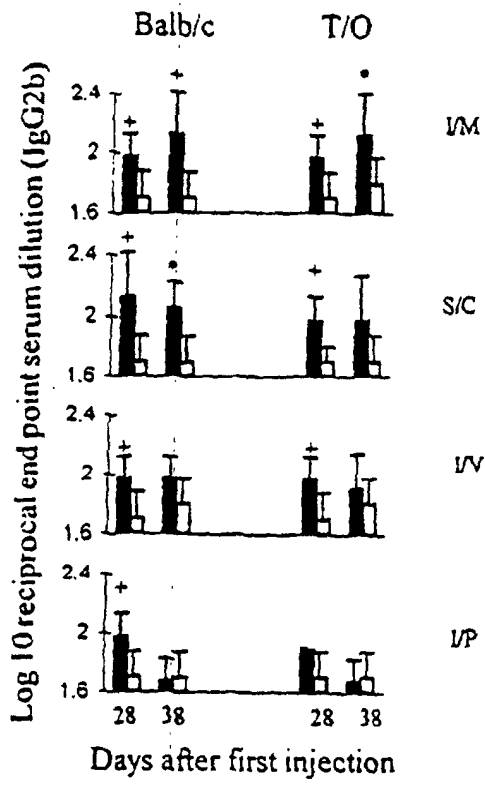 Balb/c T/O
Log 10 reciprocal end point serum dilution (IgG2b)
2.4
2
1.6
+ + + •
I/M
2.4
2
1.6
+ • +
S/C
2.4
2
1.6
+ +
I/V
2.4
2
1.6
+
I/P
28 38 28 38
Days after first injection